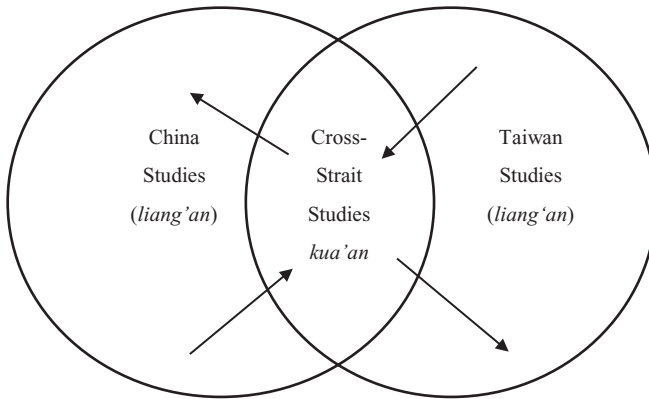 China
Studies
(liang’an)
Cross-
Strait
Studies
kua’an
Taiwan
Studies
(liang‘an)